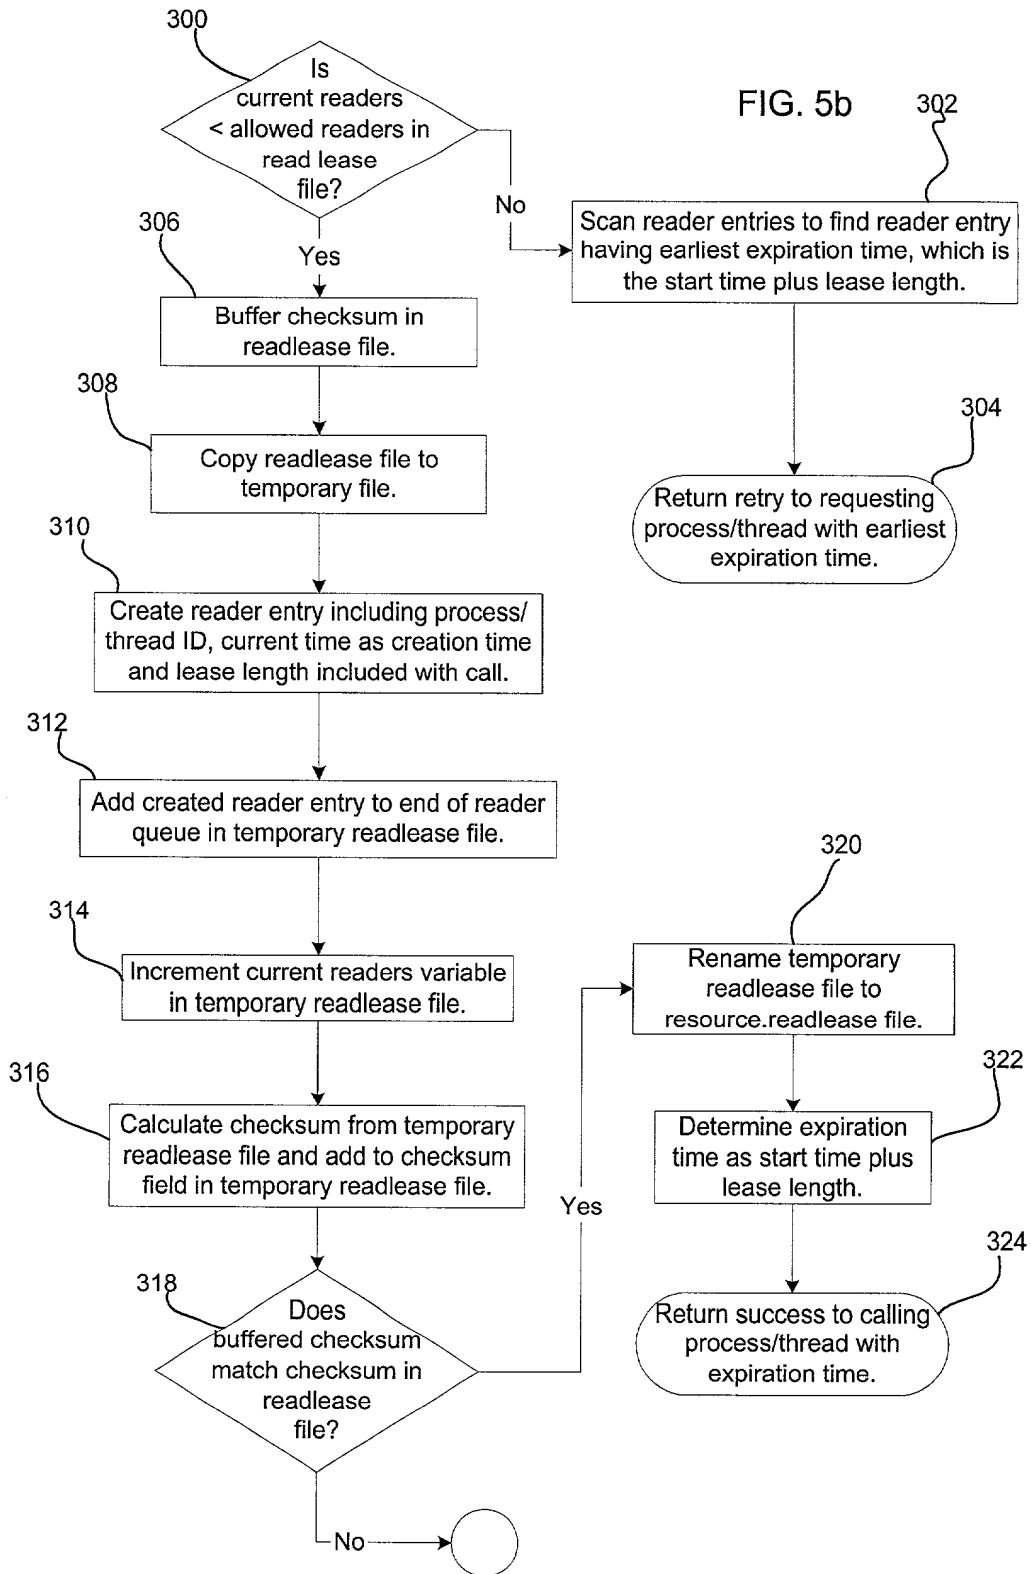 300
Is
current readers
< allowed readers in
read lease
file?
FIG. 5b
302
No
Scan reader entries to find reader entry
having earliest expiration time, which is
the start time plus lease length.
306
Yes
Buffer checksum in
readlease file.
308
Copy readlease file to
temporary file.
304
Return retry to requesting
process/thread with earliest
expiration time.
310
Create reader entry including process/
thread ID, current time as creation time
and lease length included with call.
312
Add created reader entry to end of reader
queue in temporary readlease file.
314
Increment current readers variable
in temporary readlease file.
316
Calculate checksum from temporary
readlease file and add to checksum
field in temporary readlease file.
318
Does
buffered checksum
match checksum in
readlease
file?
Yes
No
320
Rename temporary
readlease file to
resource.readlease file.
322
Determine expiration
time as start time plus
lease length.
324
Return success to calling
process/thread with
expiration time.